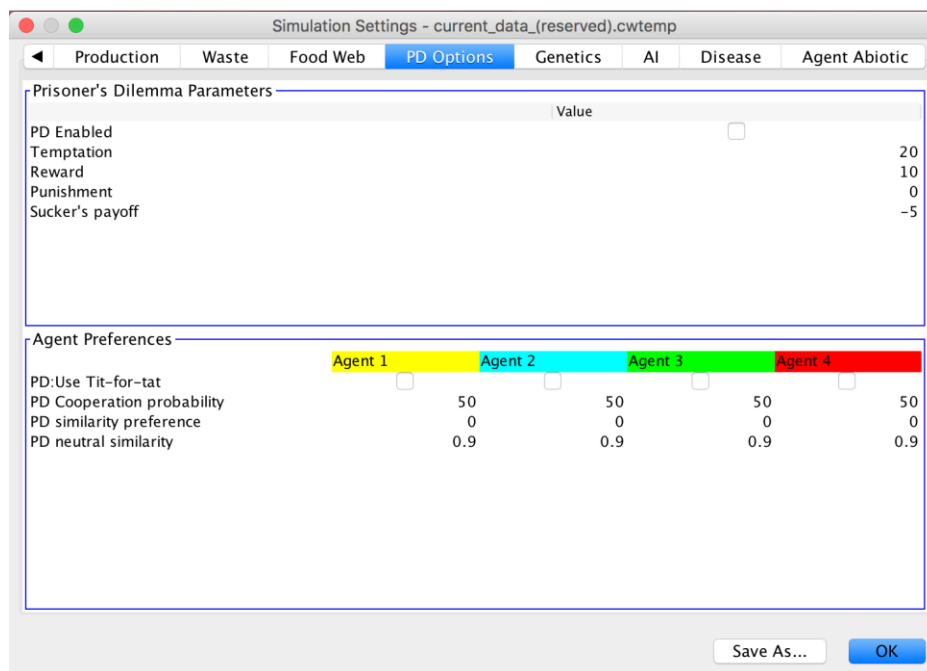 Simulation Settings - current_data_(reserved).cwtemp
Production Waste Food Web PD Options Genetics AI Disease Agent Abiotic
Prisoner's Dilemma Parameters
Value
PD Enabled
Temptation 20
Reward 10
Punishment 0
Sucker's payoff -5
Agent Preferences
Agent 1 Agent 2 Agent 3 Agent 4
PD:Use Tit-for-tat
PD Cooperation probability 50 50 50 50
PD similarity preference 0 0 0 0
PD neutral similarity 0.9 0.9 0.9 0.9
Save As... OK